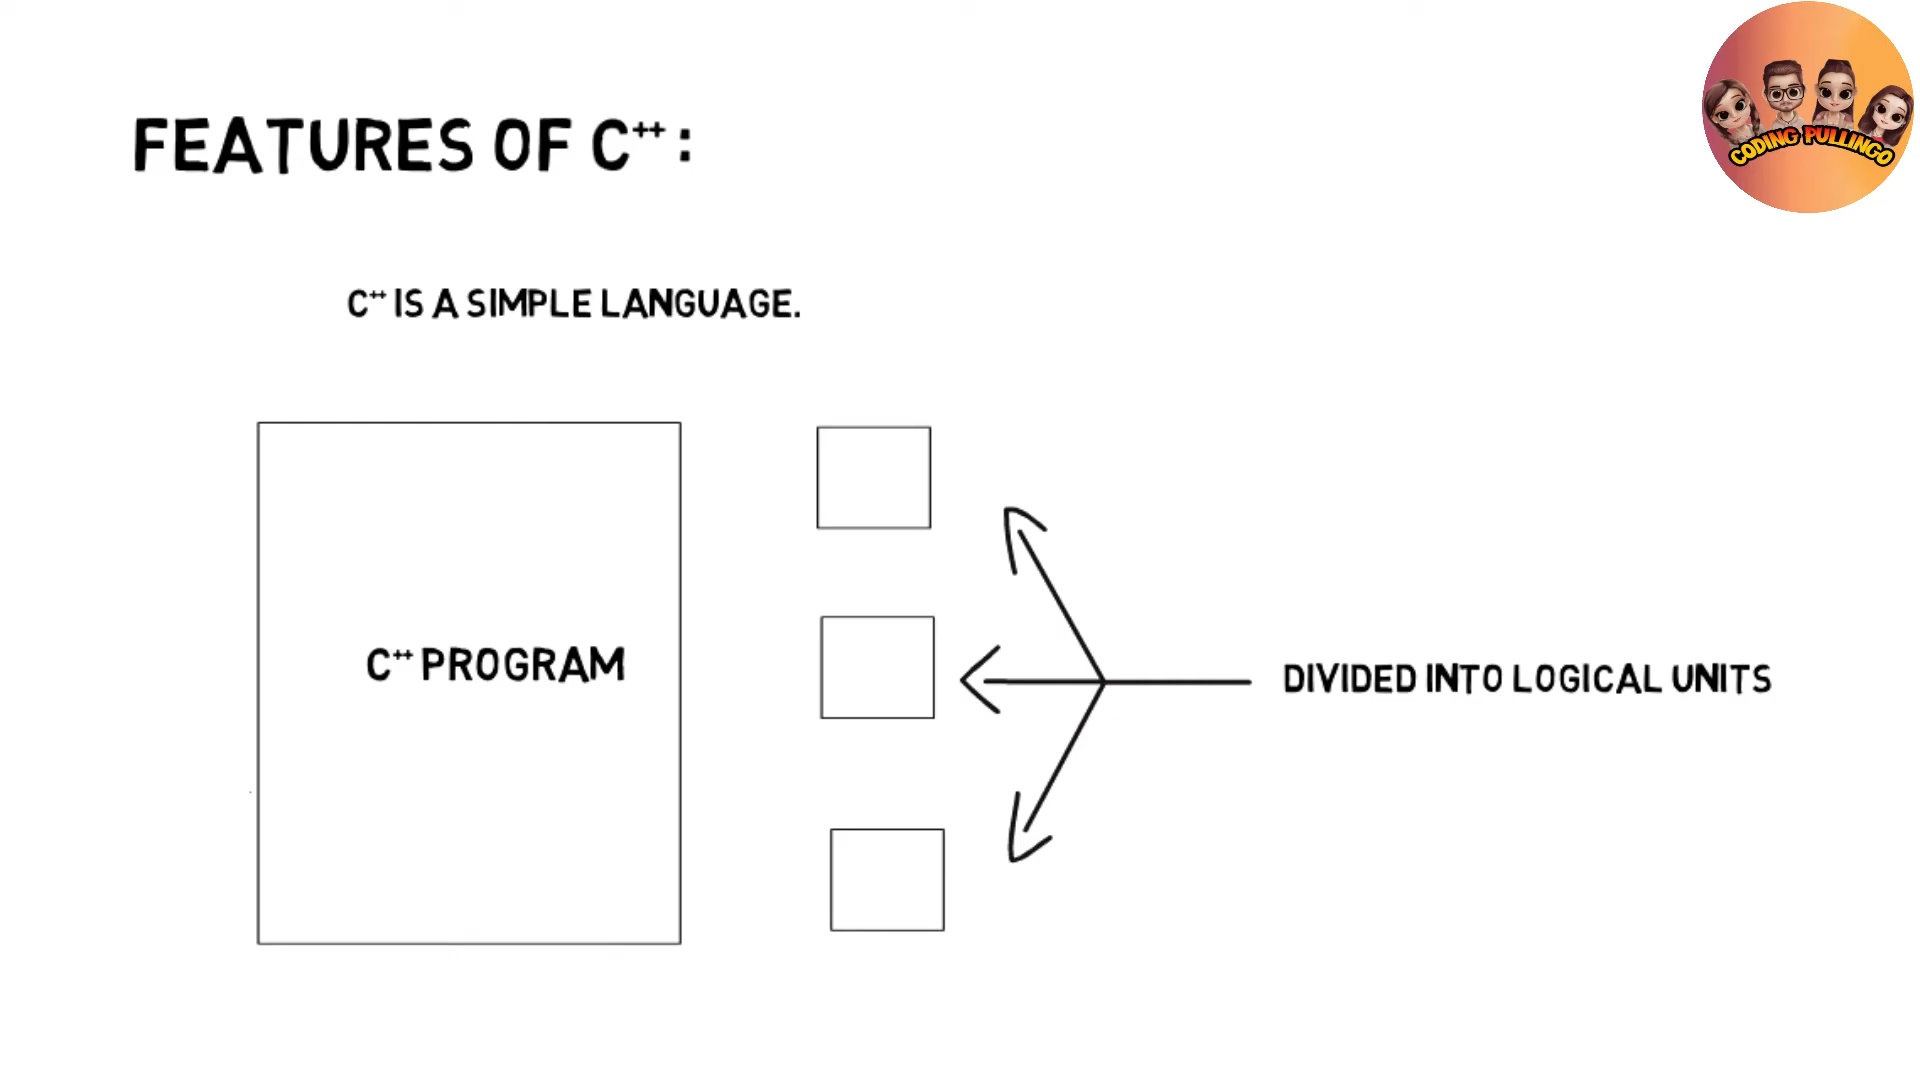 CODING PULLINGO
FEATURES OF C++ :
C++ IS A SIMPLE LANGUAGE.
C++ PROGRAM
DIVIDED INTO LOGICAL UNITS